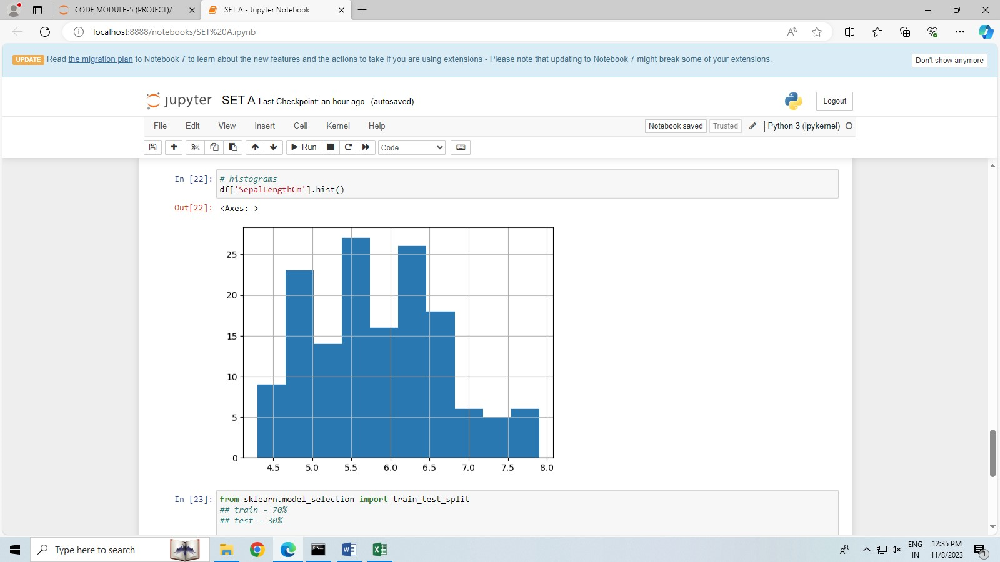 CODE MODULE-5 (PROJECT)/
SET A - Jupyter Notebook
localhost:8888/notebooks/SET%20A.ipynb
UPDATE Read the migration plan to Notebook 7 to learn about the new features and the actions to take if you are using extensions - Please note that updating to Notebook 7 might break some of your extensions.
Don't show anymore
jupyter SET A Last Checkpoint: an hour ago (autosaved)
Logout
File Edit View Insert Cell Kernel Help
Notebook saved Trusted Python 3 (ipykernel)
Run Code
In [22]: # histograms
df['SepalLengthCm'].hist()
Out[22]: <Axes: >
25
20
15
10
5
0
4.5 5.0 5.5 6.0 6.5 7.0 7.5 8.0
In [23]: from sklearn.model_selection import train_test_split
## train - 70%
## test - 30%
Type here to search
ENG
IN
12:35 PM
11/8/2023
1